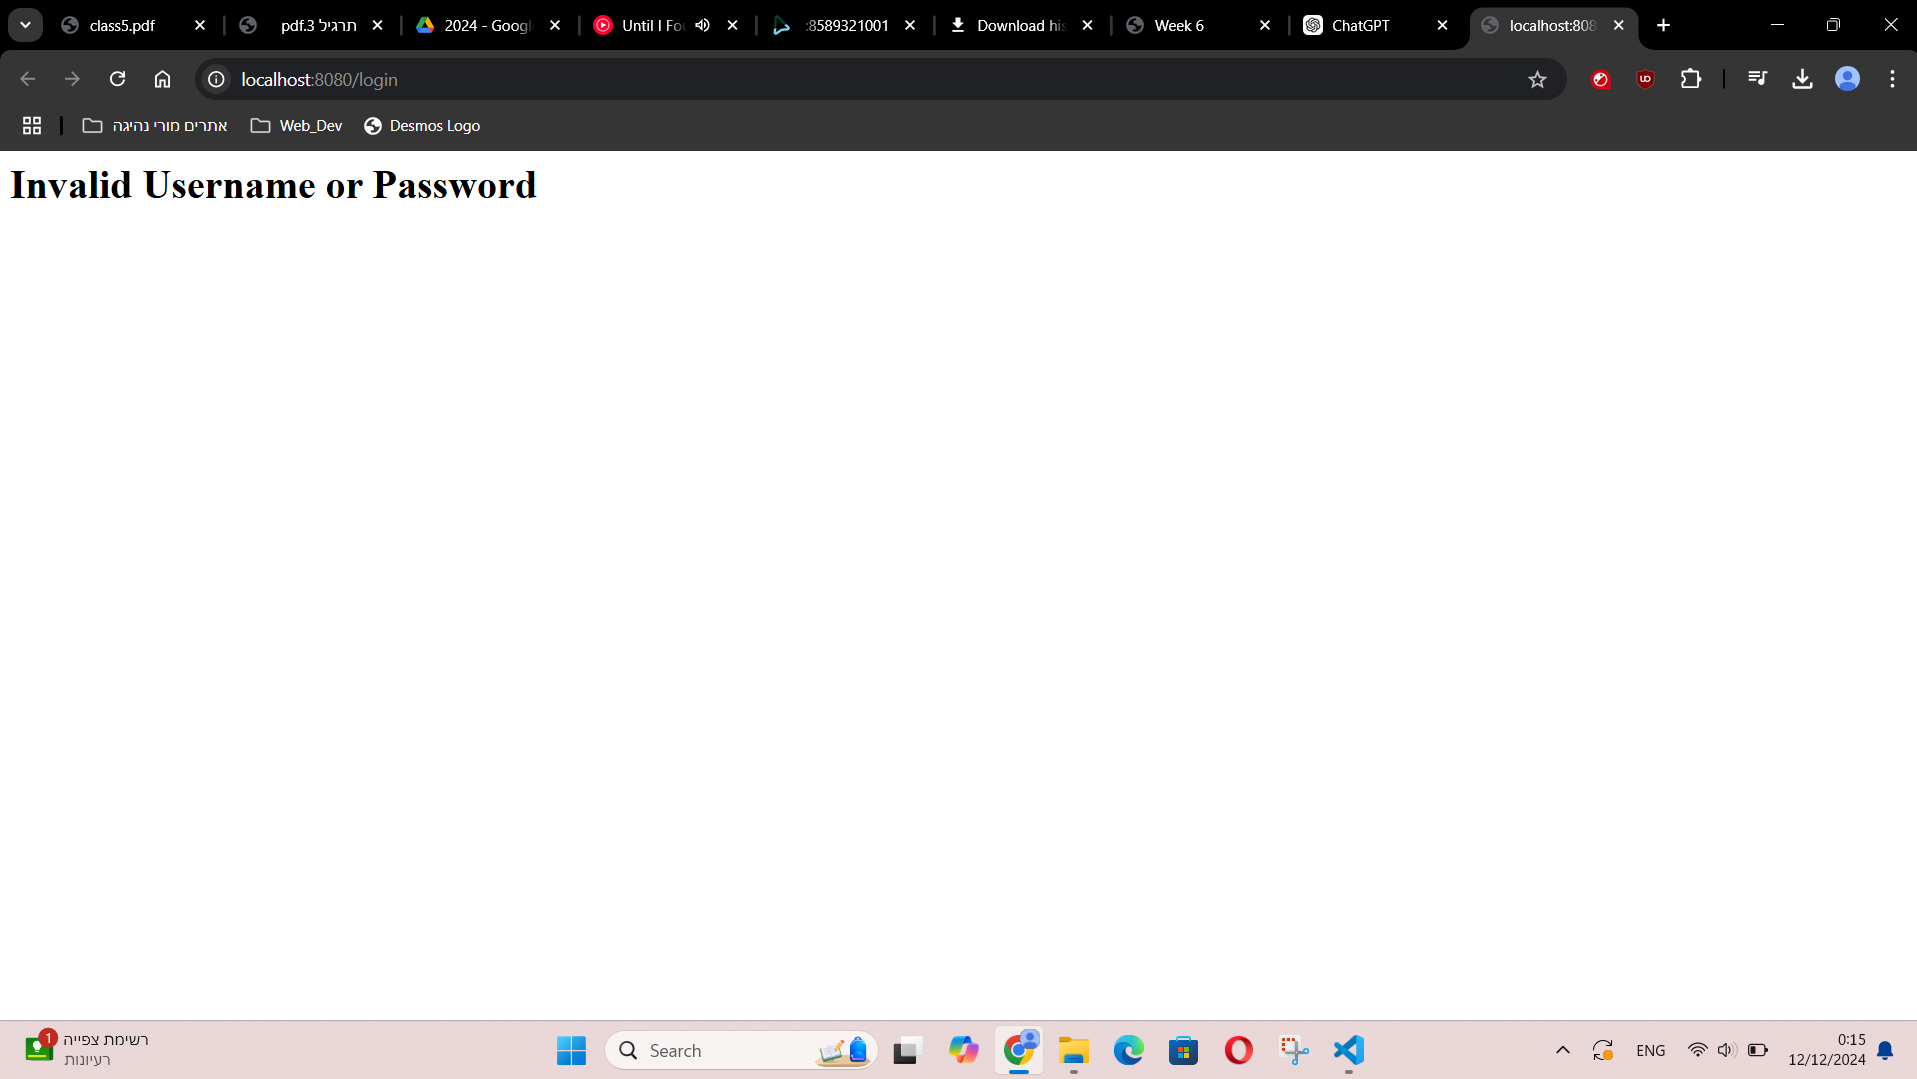 class5.pdf
תרגיל 3.pdf
2024 - Google
Until I Fou
:8589321001
Download his
Week 6
ChatGPT
localhost:808
localhost:8080/login
אתרים מורי נהיגה
Web_Dev
Desmos Logo
Invalid Username or Password
1
רשימת צפייה
רעיונות
Search
ENG
0:15
12/12/2024